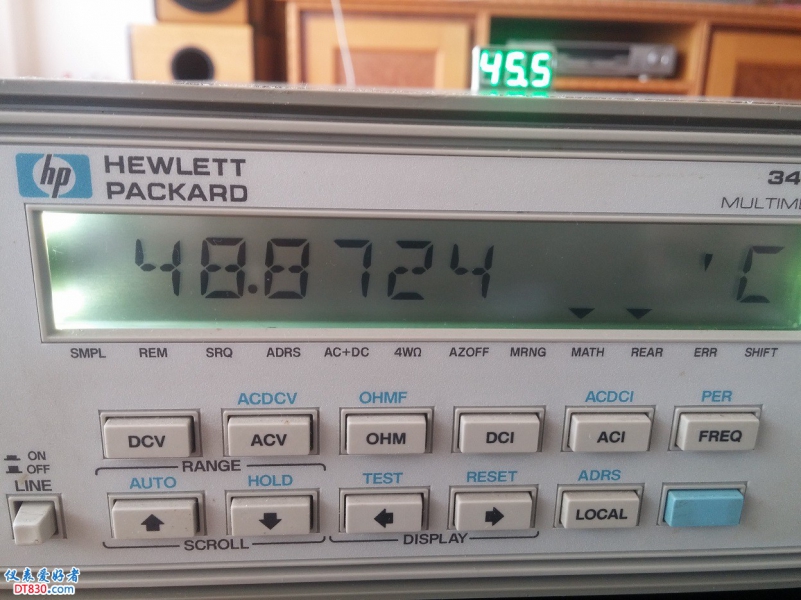 45.5
hp HEWLETT PACKARD
34
MULTIME
48.8724 'C
SMPL REM SRQ ADRS AC+DC 4WΩ AZOFF MRNG MATH REAR ERR SHIFT
ACDCV OHMF ACDCI PER
DCV ACV OHM DCI ACI FREQ
ON
OFF
RANGE
LINE
AUTO HOLD TEST RESET ADRS
LOCAL
SCROLL DISPLAY
仪表爱好者
DT830.com